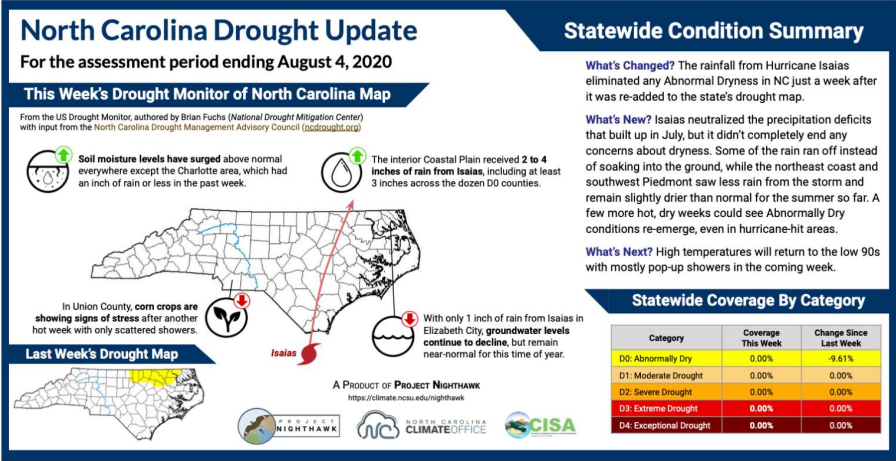 North Carolina Drought Update
For the assessment period ending August 4, 2020
This Week's Drought Monitor of North Carolina Map
From the US Drought Monitor, authored by Brian Fuchs (National Drought Mitigation Center)
with input from the North Carolina Drought Management Advisory Council (ncdrought.org)
Soil moisture levels have surged above normal
everywhere except the Charlotte area, which had
an inch of rain or less in the past week.
The interior Coastal Plain received 2 to 4
inches of rain from Isaias, including at least
3 inches across the dozen D0 counties.
In Union County, corn crops are
showing signs of stress after another
hot week with only scattered showers.
Isaias
With only 1 inch of rain from Isaias in
Elizabeth City, groundwater levels
continue to decline, but remain
near-normal for this time of year.
Last Week's Drought Map
A Product of Project Nighthawk
https://climate.ncsu.edu/nighthawk
PROJECT
NIGHTHAWK
NORTH CAROLINA
CLIMATEOFFICE
CISA
Statewide Condition Summary
What's Changed? The rainfall from Hurricane Isaias
eliminated any Abnormal Dryness in NC just a week after
it was re-added to the state's drought map.
What's New? Isaias neutralized the precipitation deficits
that built up in July, but it didn't completely end any
concerns about dryness. Some of the rain ran off instead
of soaking into the ground, while the northeast coast and
southwest Piedmont saw less rain from the storm and
remain slightly drier than normal for the summer so far. A
few more hot, dry weeks could see Abnormally Dry
conditions re-emerge, even in hurricane-hit areas.
What's Next? High temperatures will return to the low 90s
with mostly pop-up showers in the coming week.
Statewide Coverage By Category
Category Coverage This Week Change Since Last Week
D0: Abnormally Dry 0.00% -9.61%
D1: Moderate Drought 0.00% 0.00%
D2: Severe Drought 0.00% 0.00%
D3: Extreme Drought 0.00% 0.00%
D4: Exceptional Drought 0.00% 0.00%